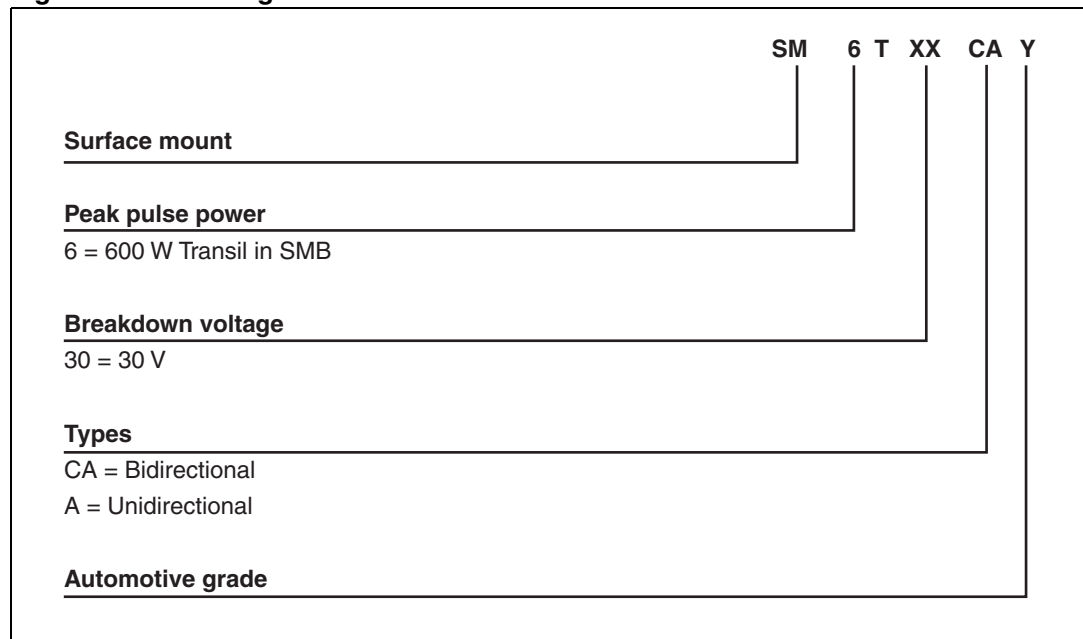 SM 6 T XX CA Y
Surface mount
Peak pulse power
6 = 600 W Transil in SMB
Breakdown voltage
30 = 30 V
Types
CA = Bidirectional
A = Unidirectional
Automotive grade